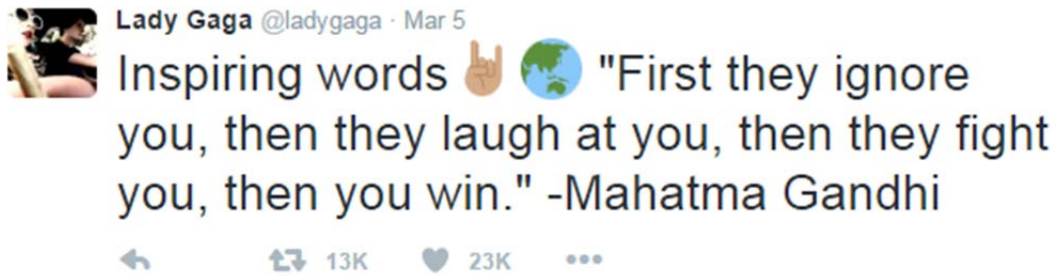 Lady Gaga @ladygaga · Mar 5
Inspiring words 🤘🏽 🌏 "First they ignore
you, then they laugh at you, then they fight
you, then you win." -Mahatma Gandhi
13K 23K